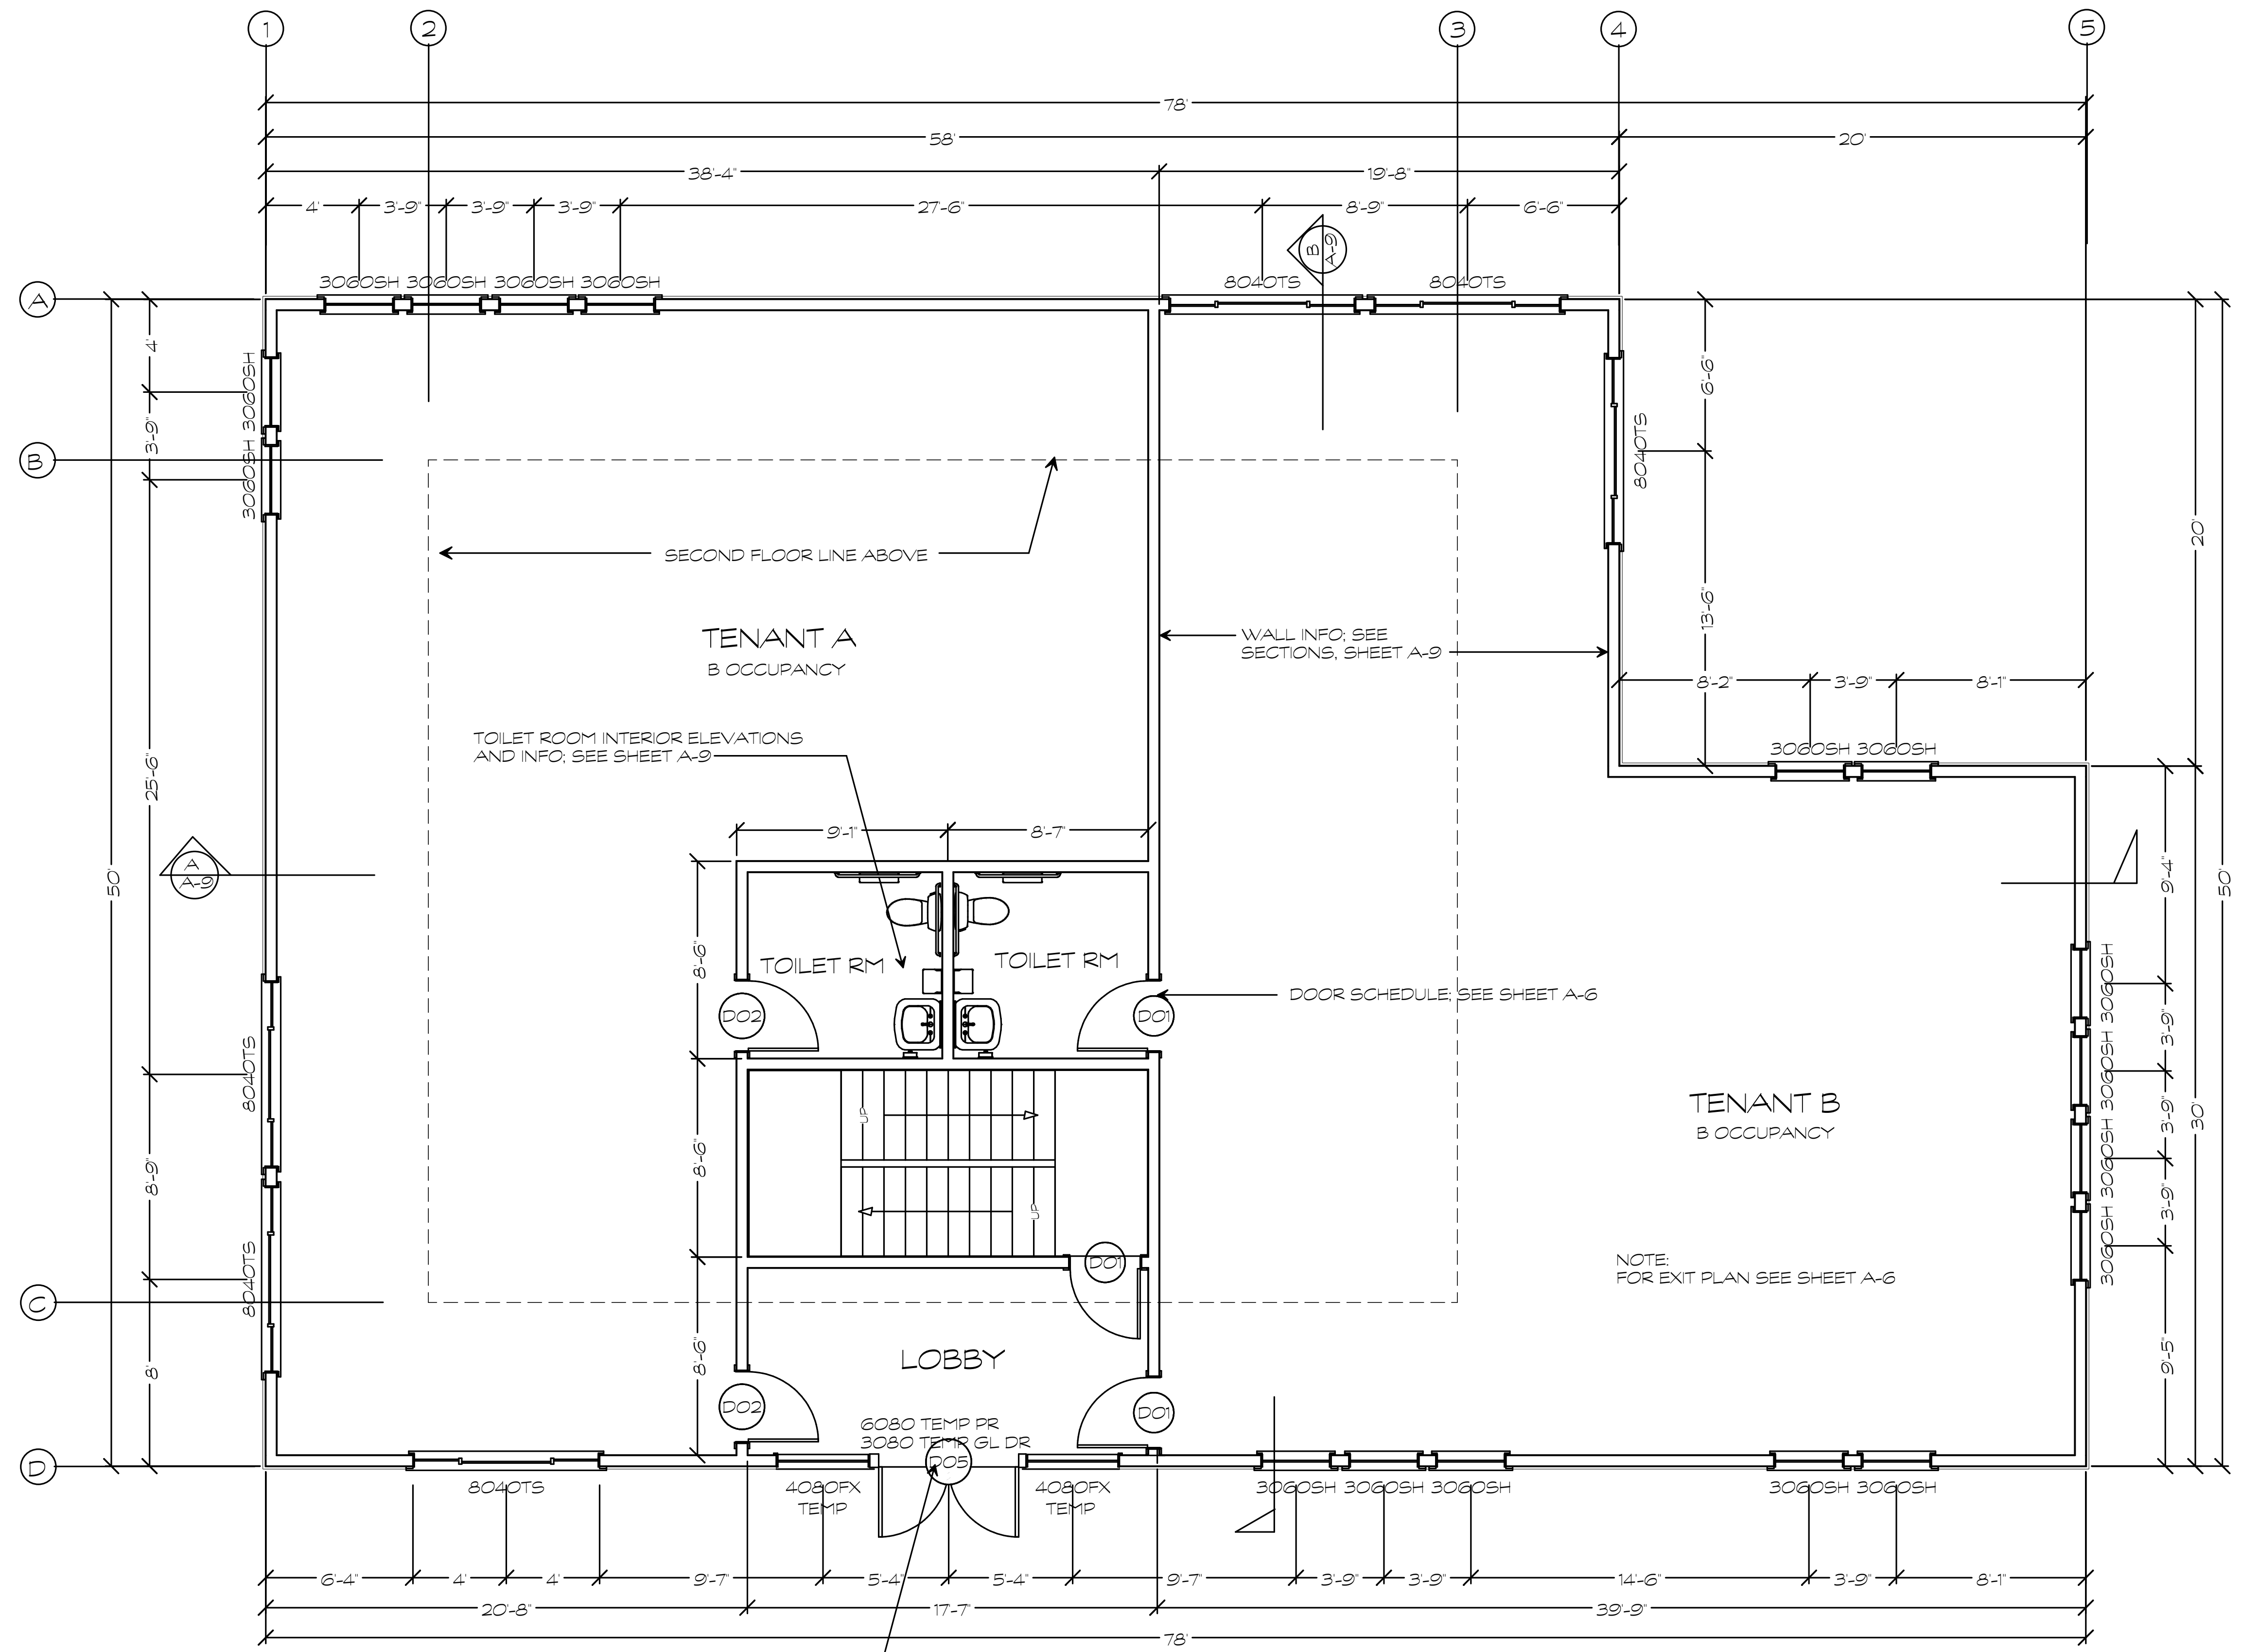 1 2 3 4 5
78'
58' 20'
38'-4" 19'-8"
4' 3'-9" 3'-9" 3'-9" 27'-6" 8'-9" 6'-6"
B
A-9
3060SH 3060SH 3060SH 3060SH 8040TS 8040TS
A
4'
3060SH
3'-9"
3060SH
B
6'-6"
8040TS
20'
SECOND FLOOR LINE ABOVE
13'-6"
TENANT A
B OCCUPANCY
WALL INFO; SEE
SECTIONS, SHEET A-9
8'-2" 3'-9" 8'-1"
TOILET ROOM INTERIOR ELEVATIONS
AND INFO; SEE SHEET A-9
3060SH 3060SH
25'-6"
9'-1" 8'-7"
50'
A
A-9
9'-4"
50'
8'-6"
TOILET RM
TOILET RM
DOOR SCHEDULE; SEE SHEET A-6
D02
D01
3060SH
3'-9"
3060SH
3'-9"
3060SH
3'-9"
3060SH
30'
8040TS
UP
TENANT B
B OCCUPANCY
8'-6"
8'-9"
UP
D01
NOTE:
FOR EXIT PLAN SEE SHEET A-6
8040TS
C
8'-6"
LOBBY
8'
9'-5"
D02
D01
6080 TEMP PR
3080 TEMP GL DR
D05
D
8040TS
4080FX
TEMP
4080FX
TEMP
3060SH 3060SH 3060SH 3060SH 3060SH
6'-4" 4' 4' 9'-7" 5'-4" 5'-4" 9'-7" 3'-9" 3'-9" 14'-6" 3'-9" 8'-1"
20'-8" 17'-7" 39'-9"
78'